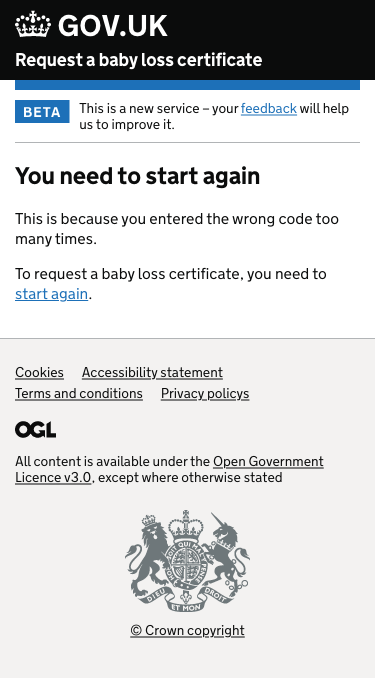 GOV.UK
Request a baby loss certificate
BETA
This is a new service – your feedback will help
us to improve it.
You need to start again
This is because you entered the wrong code too
many times.
To request a baby loss certificate, you need to
start again.
Cookies Accessibility statement
Terms and conditions Privacy policys
OGL
All content is available under the Open Government
Licence v3.0, except where otherwise stated
DIEU ET MON DROIT
© Crown copyright